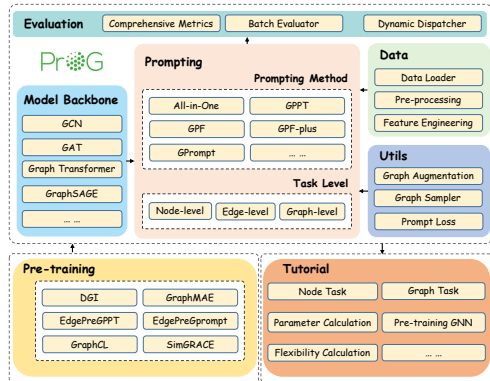 Evaluation
Comprehensive Metrics
Batch Evaluator
Dynamic Dispatcher
ProG
Model Backbone
GCN
GAT
Graph Transformer
GraphSAGE
... ...
Prompting
Prompting Method
All-in-One
GPPT
GPF
GPF-plus
GPrompt
... ...
Task Level
Node-level
Edge-level
Graph-level
Data
Data Loader
Pre-processing
Feature Engineering
Utils
Graph Augmentation
Graph Sampler
Prompt Loss
Pre-training
DGI
GraphMAE
EdgePreGPPT
EdgePreGprompt
GraphCL
SimGRACE
Tutorial
Node Task
Graph Task
Parameter Calculation
Pre-training GNN
Flexibility Calculation
... ...